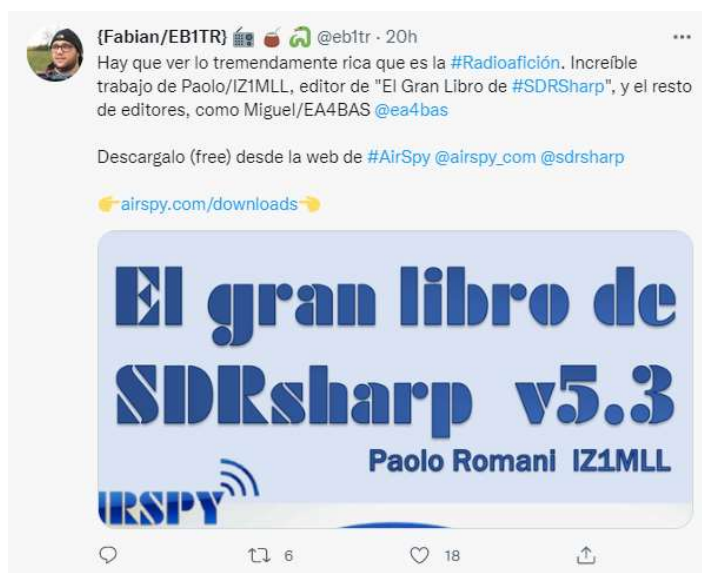 {Fabian/EB1TR} 📻 🧉 🐍 @eb1tr · 20h
Hay que ver lo tremendamente rica que es la #Radioafición. Increíble
trabajo de Paolo/IZ1MLL, editor de "El Gran Libro de #SDRSharp", y el resto
de editores, como Miguel/EA4BAS @ea4bas
Descargalo (free) desde la web de #AirSpy @airspy_com @sdrsharp
👉airspy.com/downloads👈
El gran libro de
SDRsharp v5.3
Paolo Romani IZ1MLL
IRSPY
6
18